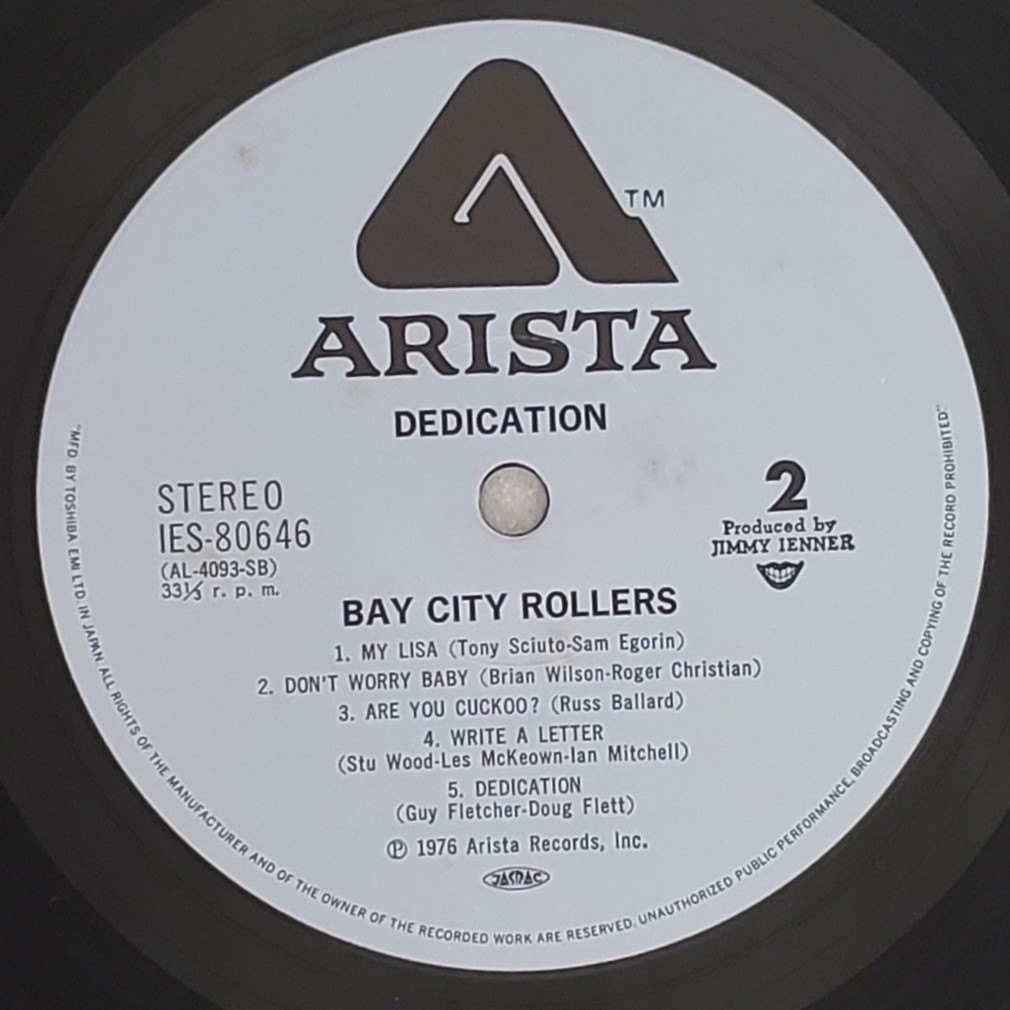 TM
ARISTA
DEDICATION
STEREO
IES-80646
(AL-4093-SB)
33⅓ r. p. m.
2
Produced by
JIMMY IENNER
BAY CITY ROLLERS
1. MY LISA (Tony Sciuto-Sam Egorin)
2. DON'T WORRY BABY (Brian Wilson-Roger Christian)
3. ARE YOU CUCKOO? (Russ Ballard)
4. WRITE A LETTER
(Stu Wood-Les McKeown-Ian Mitchell)
5. DEDICATION
(Guy Fletcher-Doug Flett)
℗ 1976 Arista Records, Inc.
JASRAC
"MFD. BY TOSHIBA EMI LTD. IN JAPAN. ALL RIGHTS OF THE MANUFACTURER AND OF THE OWNER OF THE RECORDED WORK ARE RESERVED. UNAUTHORIZED PUBLIC PERFORMANCE, BROADCASTING AND COPYING OF THE RECORD PROHIBITED"